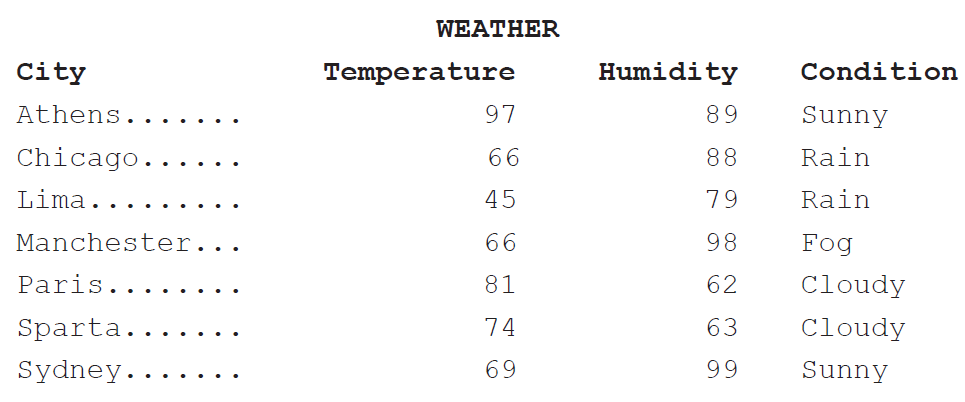 WEATHER
City Temperature Humidity Condition
Athens....... 97 89 Sunny
Chicago...... 66 88 Rain
Lima......... 45 79 Rain
Manchester... 66 98 Fog
Paris........ 81 62 Cloudy
Sparta....... 74 63 Cloudy
Sydney....... 69 99 Sunny